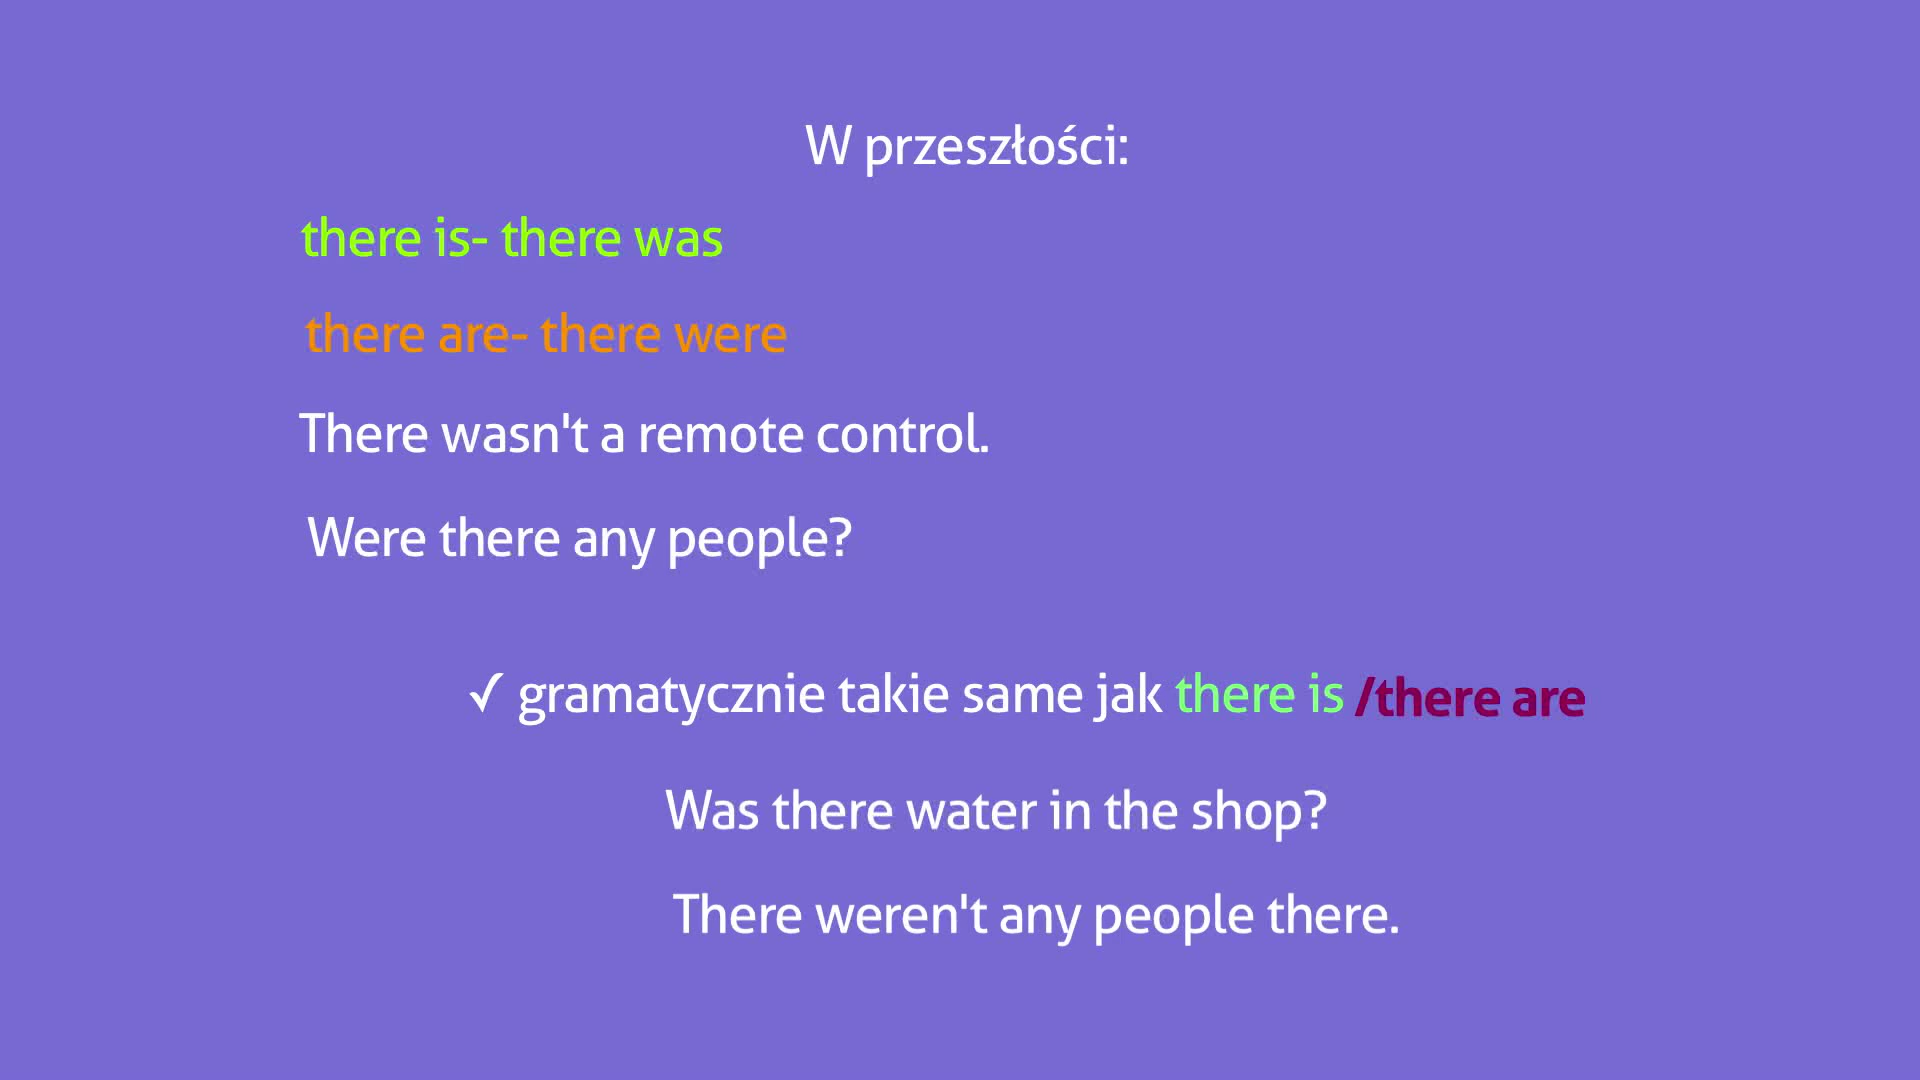 W przeszłości:
there is- there was
there are- there were
There wasn't a remote control.
Were there any people?
✓ gramatycznie takie same jak there is /there are
Was there water in the shop?
There weren't any people there.